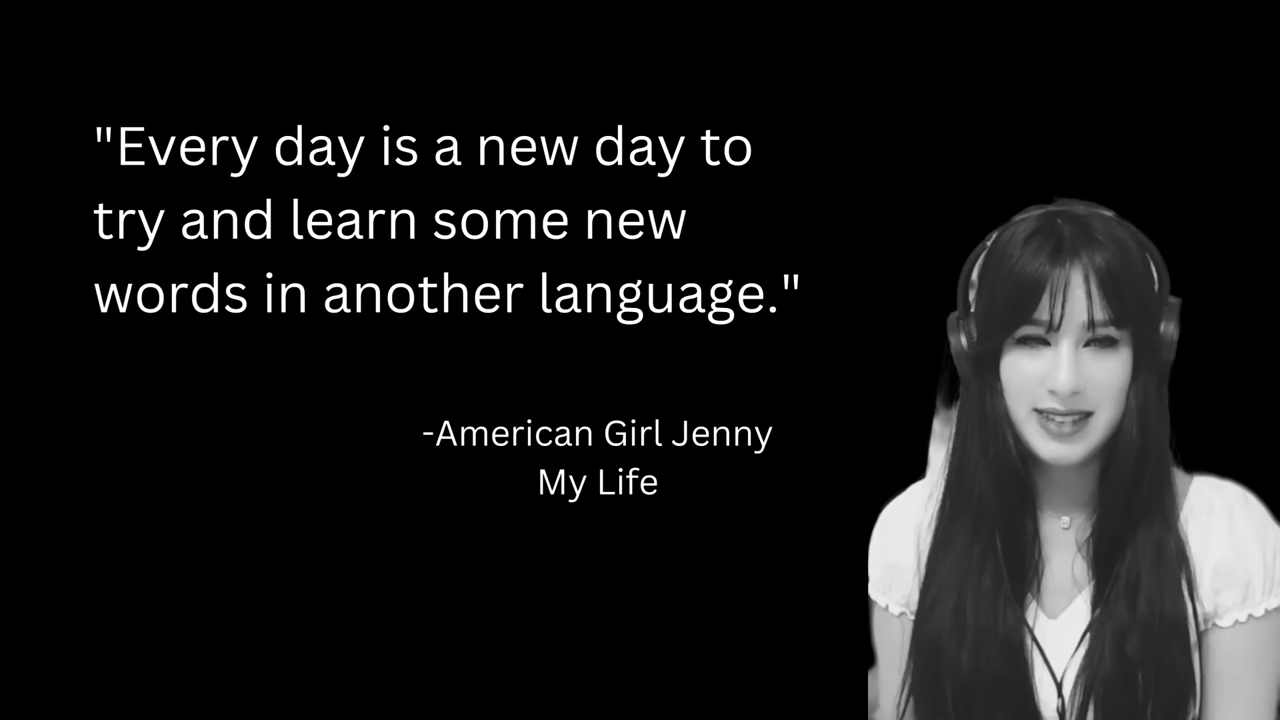 "Every day is a new day to
try and learn some new
words in another language."
-American Girl Jenny
My Life